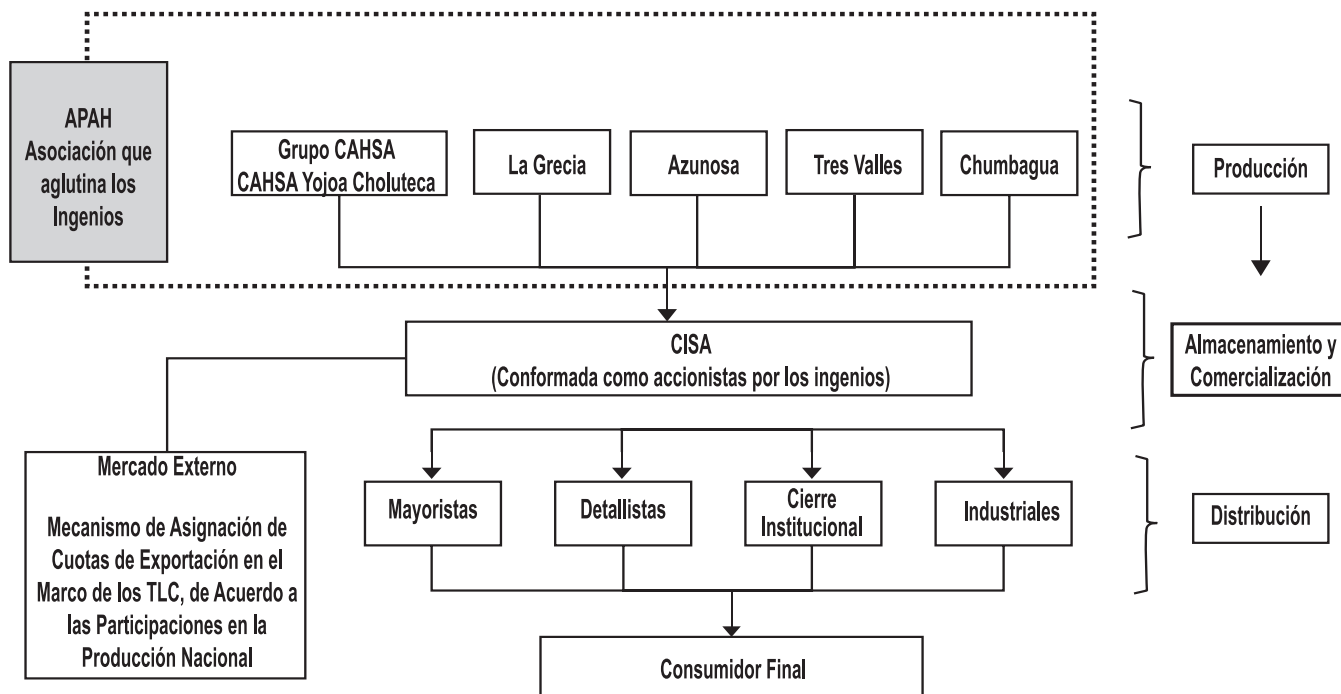 APAH
Asociación que
aglutina los
Ingenios
Grupo CAHSA
CAHSA Yojoa Choluteca
La Grecia
Azunosa
Tres Valles
Chumbagua
Producción
CISA
(Conformada como accionistas por los ingenios)
Almacenamiento y
Comercialización
Mercado Externo
Mecanismo de Asignación de
Cuotas de Exportación en el
Marco de los TLC, de Acuerdo a
las Participaciones en la
Producción Nacional
Mayoristas
Detallistas
Cierre
Institucional
Industriales
Distribución
Consumidor Final